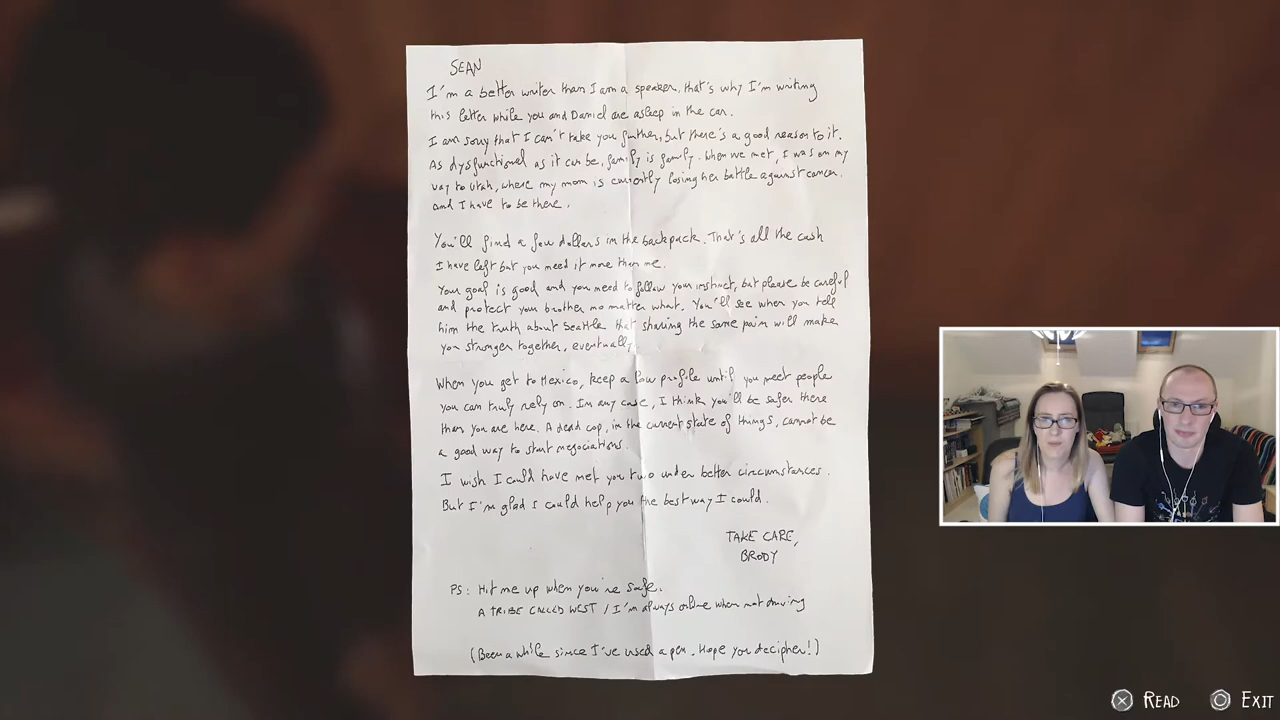 SEAN
I'm a better writer than I am a speaker, that's why I'm writing
this letter while you and Daniel are asleep in the car.
I am sorry that I can't take you further, but there's a good reason to it.
As dysfunctional as it can be, family is family. When we met, I was on my
way to Utah, where my mom is currently losing her battle against cancer.
and I have to be there.
You'll find a few dollars in the backpack. That's all the cash
I have left but you need it more than me.
Your goal is good and you need to follow your instinct, but please be careful
and protect your brother no matter what. You'll see when you tell
him the truth about Seattle that sharing the same pain will make
you stronger together, eventually.
When you get to Mexico, keep a low profile until you meet people
you can truly rely on. In any case, I think you'll be safer there
than you are here. A dead cop, in the current state of things, cannot be
a good way to start negociations.
I wish I could have met you two under better circumstances.
But I'm glad I could help you the best way I could.
TAKE CARE,
BRODY
PS: Hit me up when you're safe.
A TRIBE CALLED WEST / I'm always online when not driving
(Been a while since I've used a pen. Hope you decipher!)
READ
EXIT